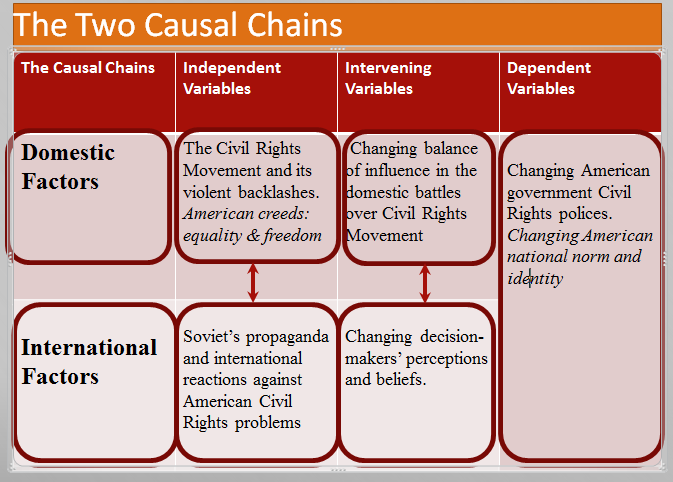 The Two Causal Chains
The Causal Chains
Independent
Variables
Intervening
Variables
Dependent
Variables
Domestic
Factors
The Civil Rights
Movement and its
violent backlashes.
American creeds:
equality & freedom
Changing balance
of influence in the
domestic battles
over Civil Rights
Movement
Changing American
government Civil
Rights polices.
Changing American
national norm and
identity
International
Factors
Soviet's propaganda
and international
reactions against
American Civil
Rights problems
Changing decision-
makers' perceptions
and beliefs.